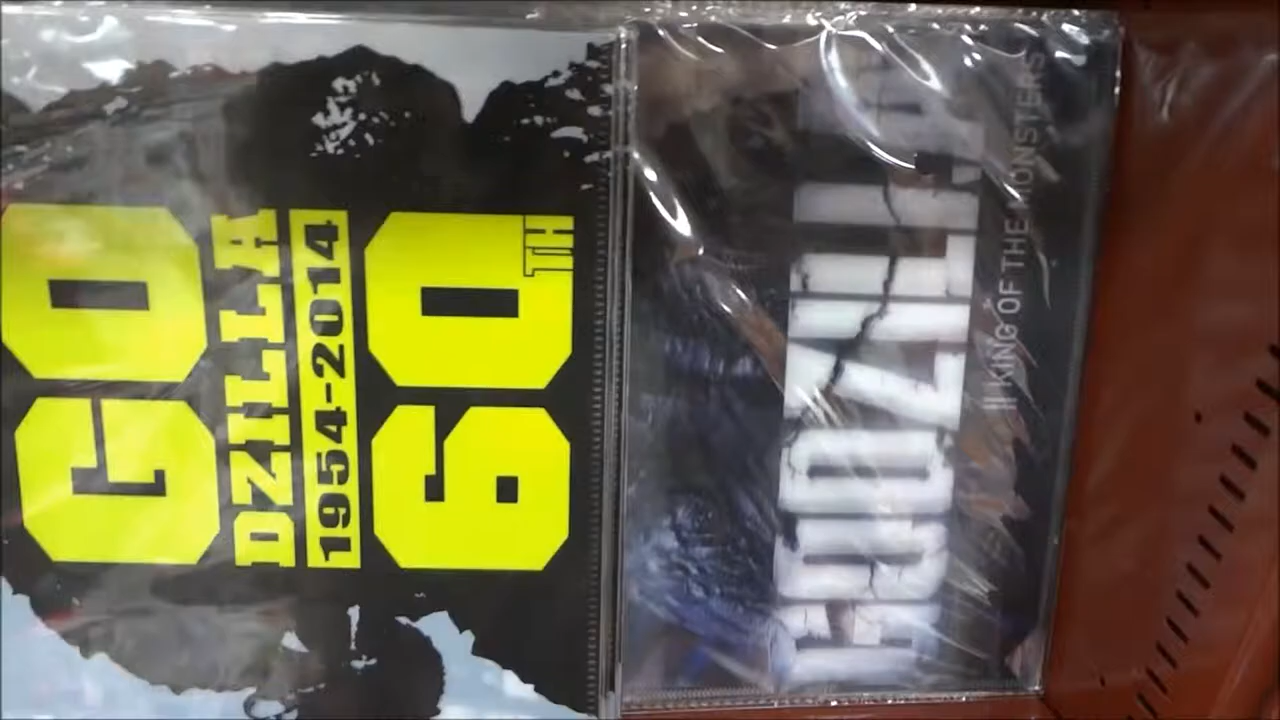 GO
DZILLA
1954-2014
60TH
GODZILLA
|| KING OF THE MONSTERS